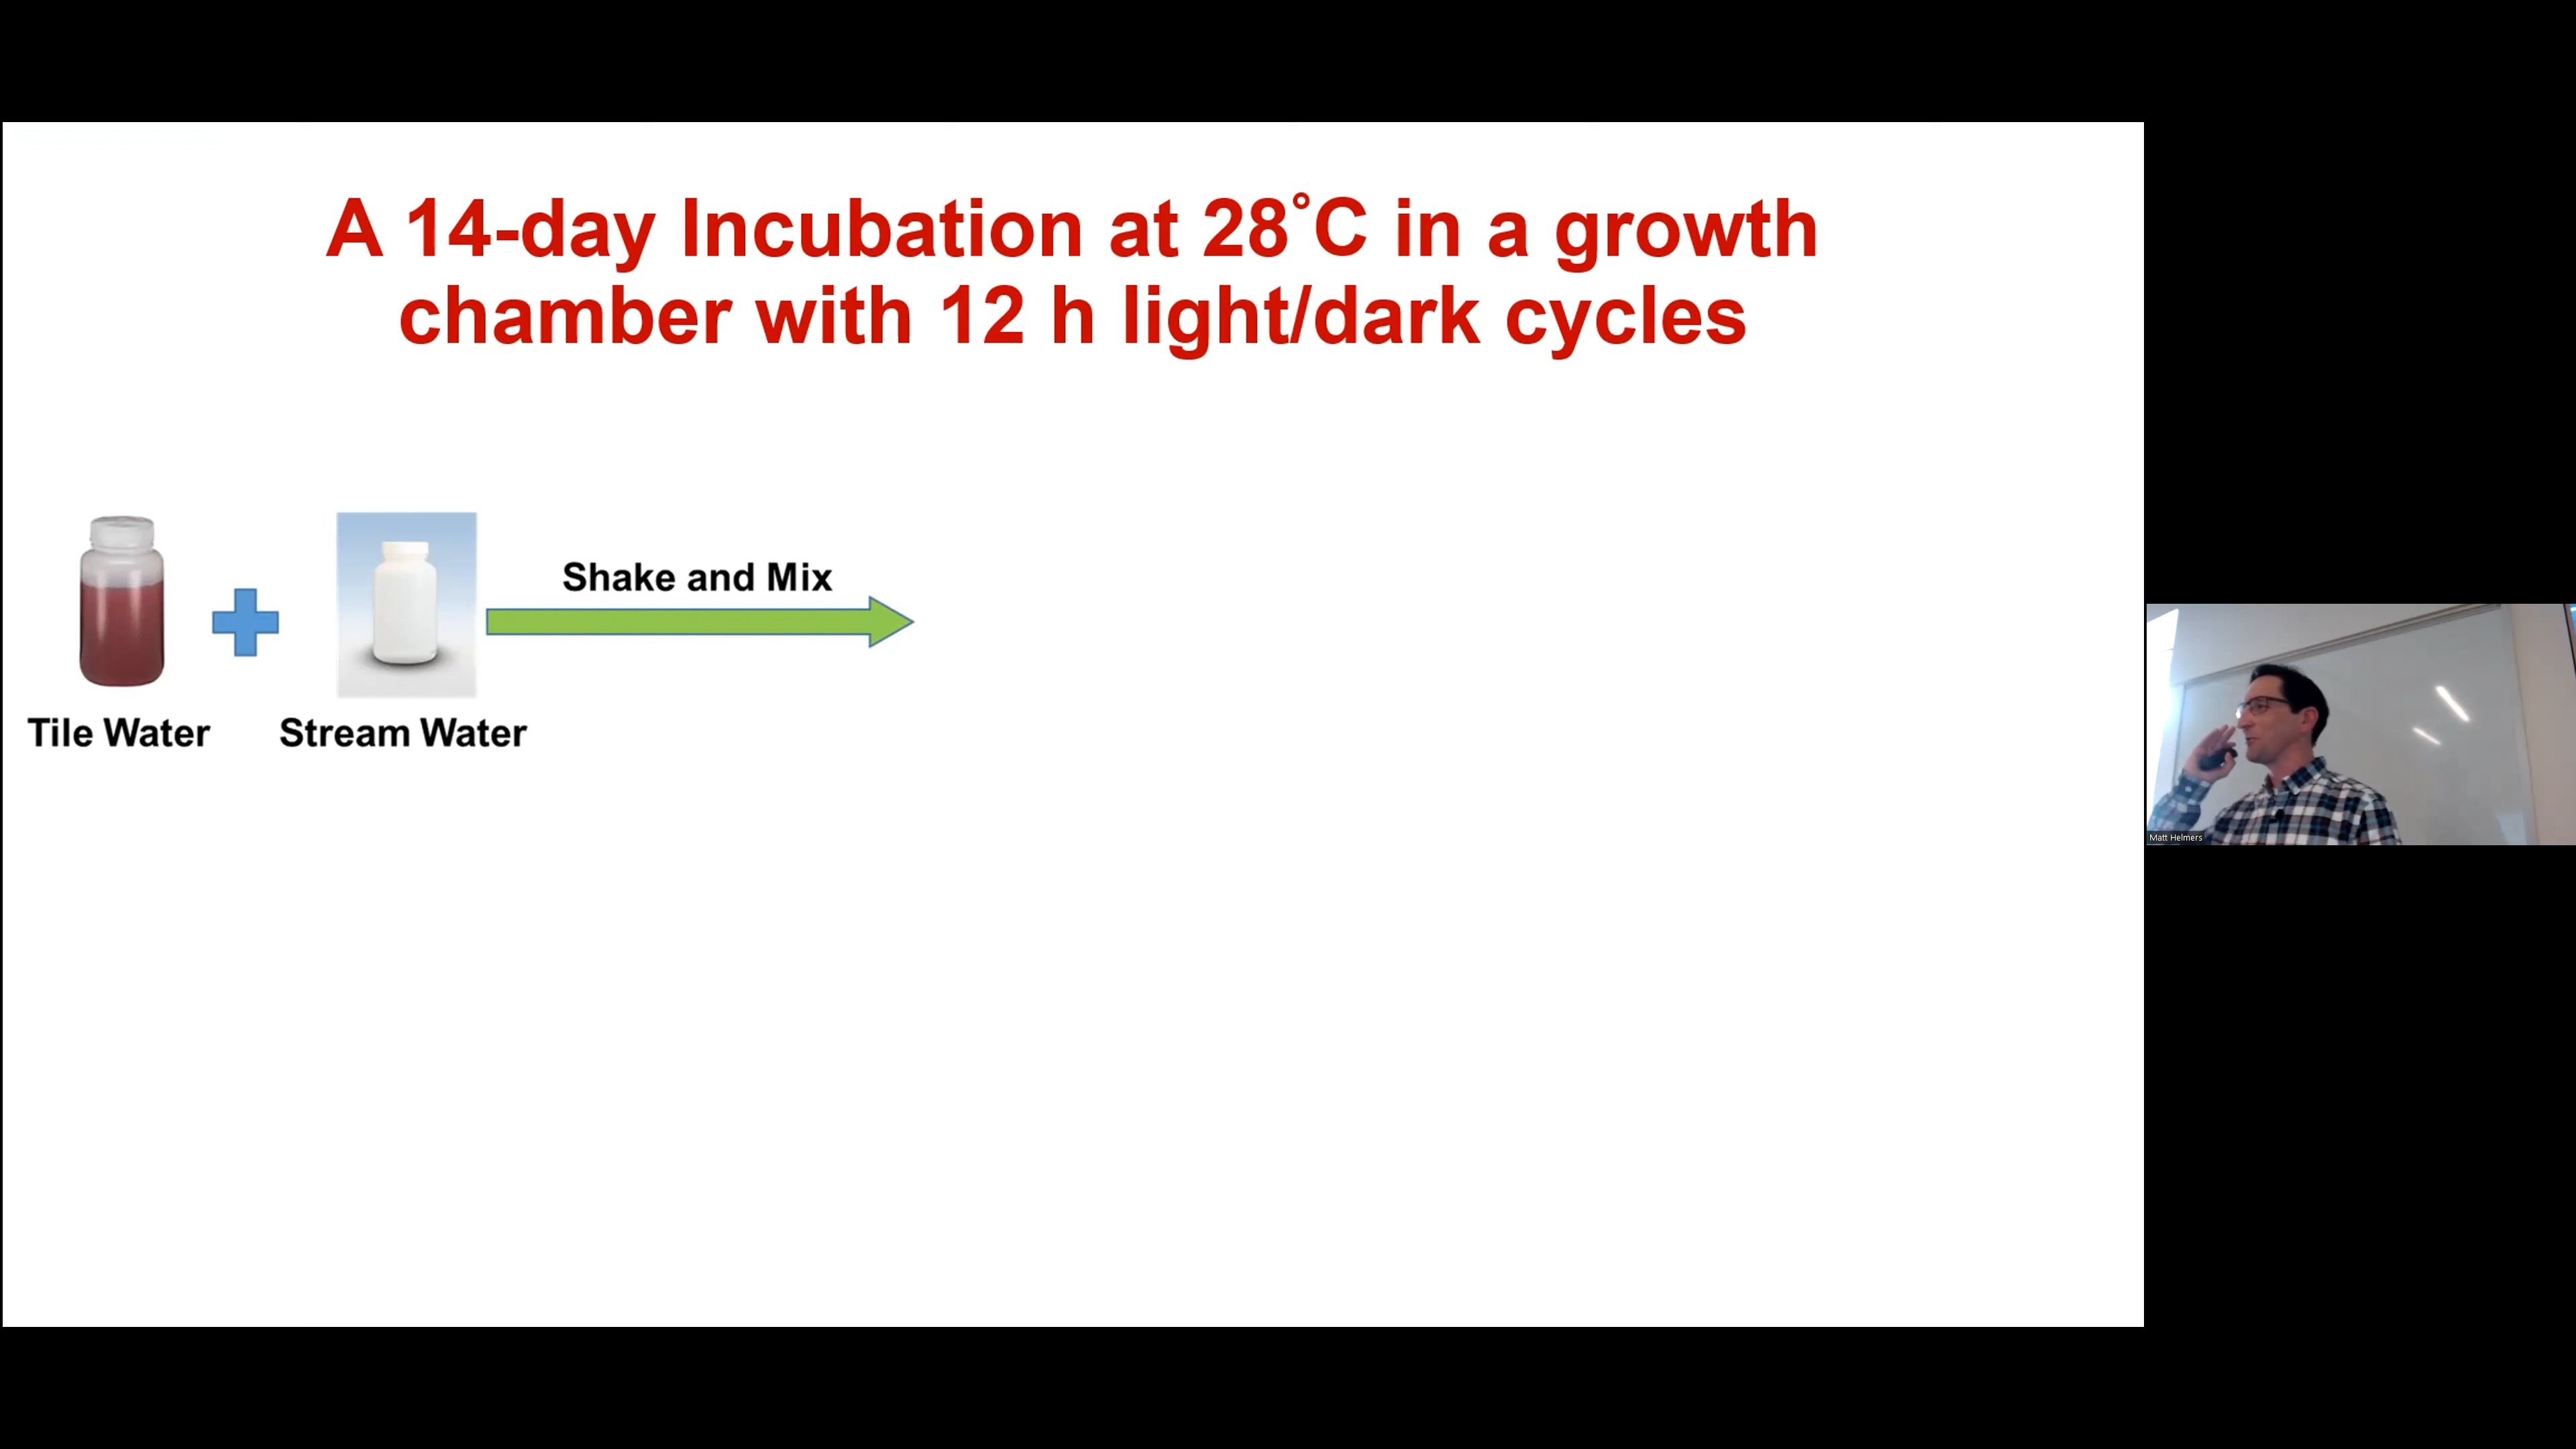 A 14-day Incubation at 28°C in a growth
chamber with 12 h light/dark cycles
Shake and Mix
Tile Water
Stream Water
Matt Helmers